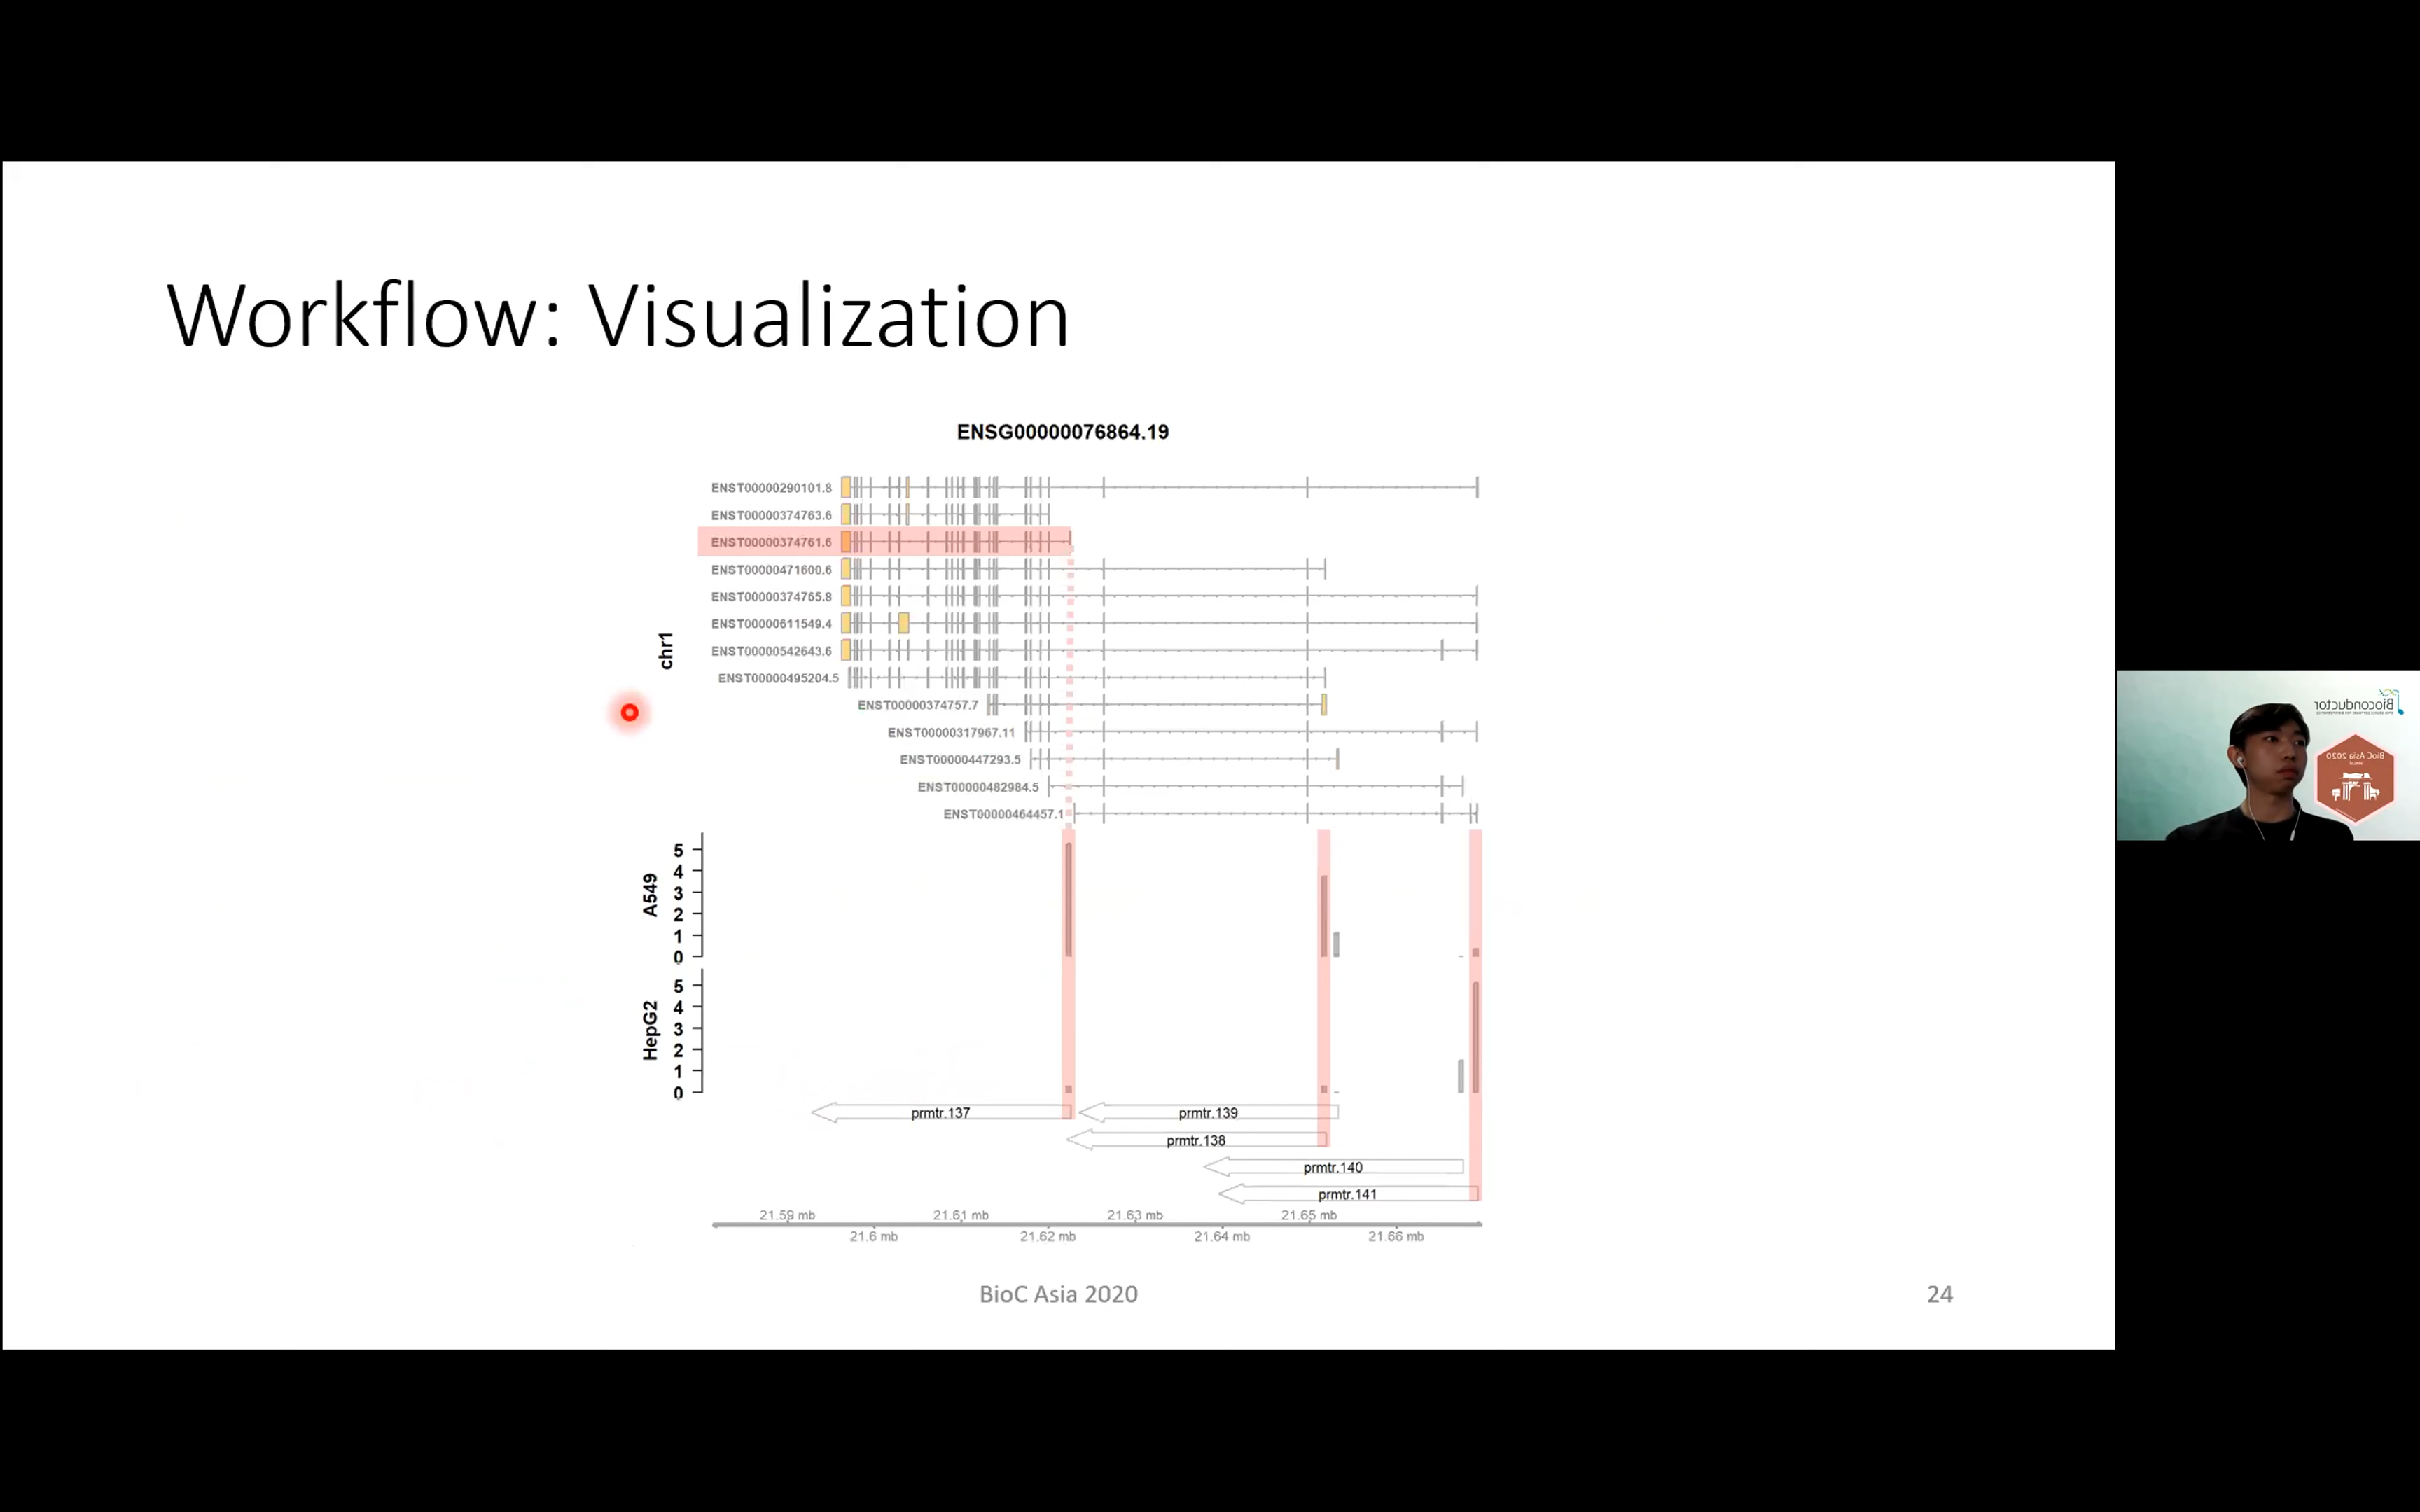 Workflow: Visualization
ENSG00000076864.19
ENST00000290101.8
ENST00000374763.6
ENST00000374761.6
ENST00000471600.6
ENST00000374765.8
ENST00000611549.4
ENST00000542643.6
ENST00000495204.5
ENST00000374757.7
ENST00000317967.11
ENST00000447293.5
ENST00000482984.5
ENST00000464457.1
chr1
5
4
3
2
1
0
A549
5
4
3
2
1
0
HepG2
prmtr.137
prmtr.139
prmtr.138
prmtr.140
prmtr.141
21.59 mb 21.61 mb 21.63 mb 21.65 mb
21.6 mb 21.62 mb 21.64 mb 21.66 mb
BioC Asia 2020
24
Bioconductor
BioC Asia 2020